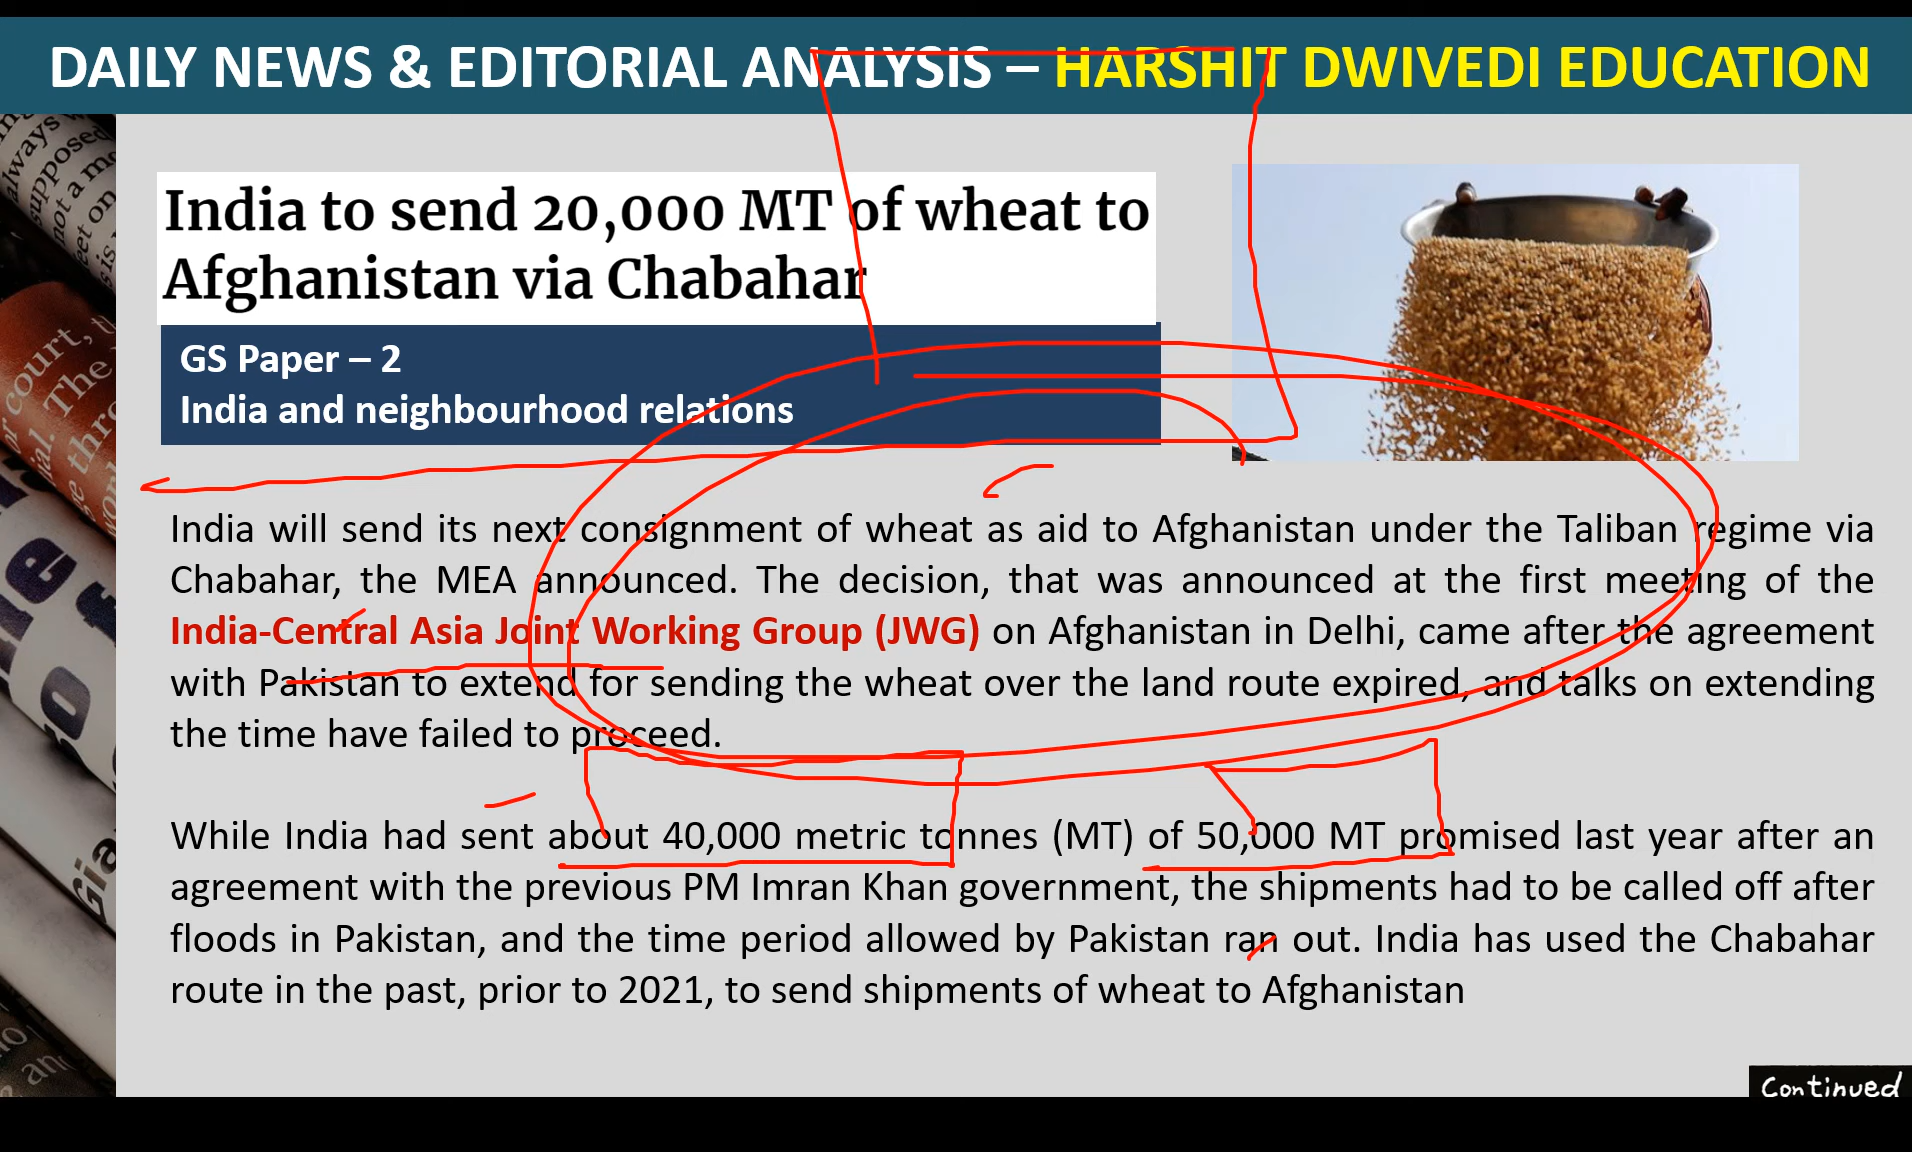 DAILY NEWS & EDITORIAL ANALYSIS – HARSHIT DWIVEDI EDUCATION
India to send 20,000 MT of wheat to
Afghanistan via Chabahar
GS Paper – 2
India and neighbourhood relations
India will send its next consignment of wheat as aid to Afghanistan under the Taliban regime via
Chabahar, the MEA announced. The decision, that was announced at the first meeting of the
India-Central Asia Joint Working Group (JWG) on Afghanistan in Delhi, came after the agreement
with Pakistan to extend for sending the wheat over the land route expired, and talks on extending
the time have failed to proceed.
While India had sent about 40,000 metric tonnes (MT) of 50,000 MT promised last year after an
agreement with the previous PM Imran Khan government, the shipments had to be called off after
floods in Pakistan, and the time period allowed by Pakistan ran out. India has used the Chabahar
route in the past, prior to 2021, to send shipments of wheat to Afghanistan
Continued